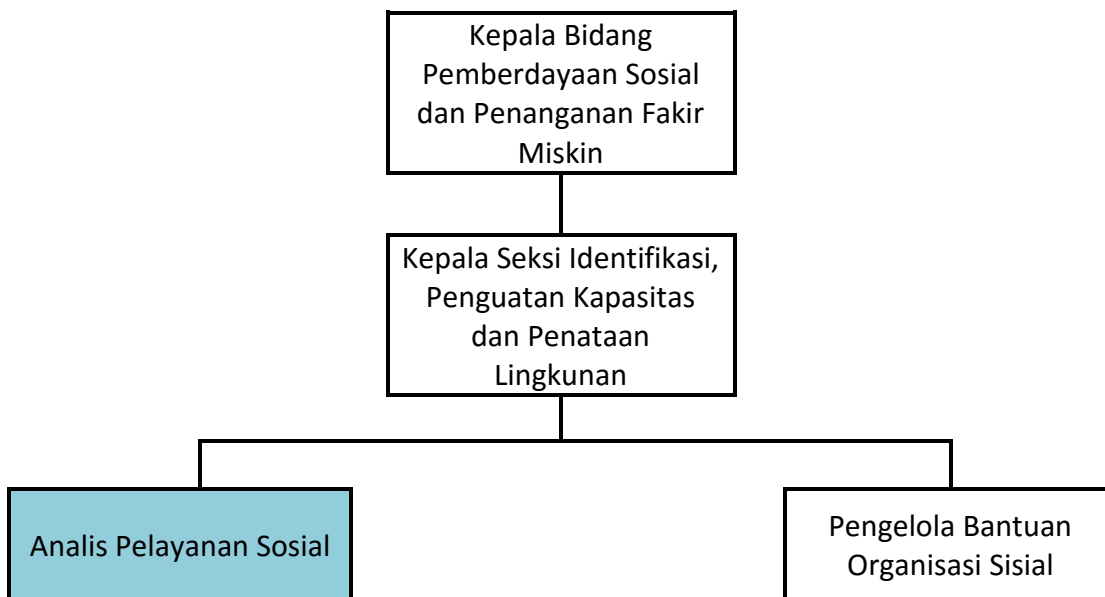 Kepala Bidang
Pemberdayaan Sosial
dan Penanganan Fakir
Miskin
Kepala Seksi Identifikasi,
Penguatan Kapasitas
dan Penataan
Lingkunan
Analis Pelayanan Sosial
Pengelola Bantuan
Organisasi Sisial